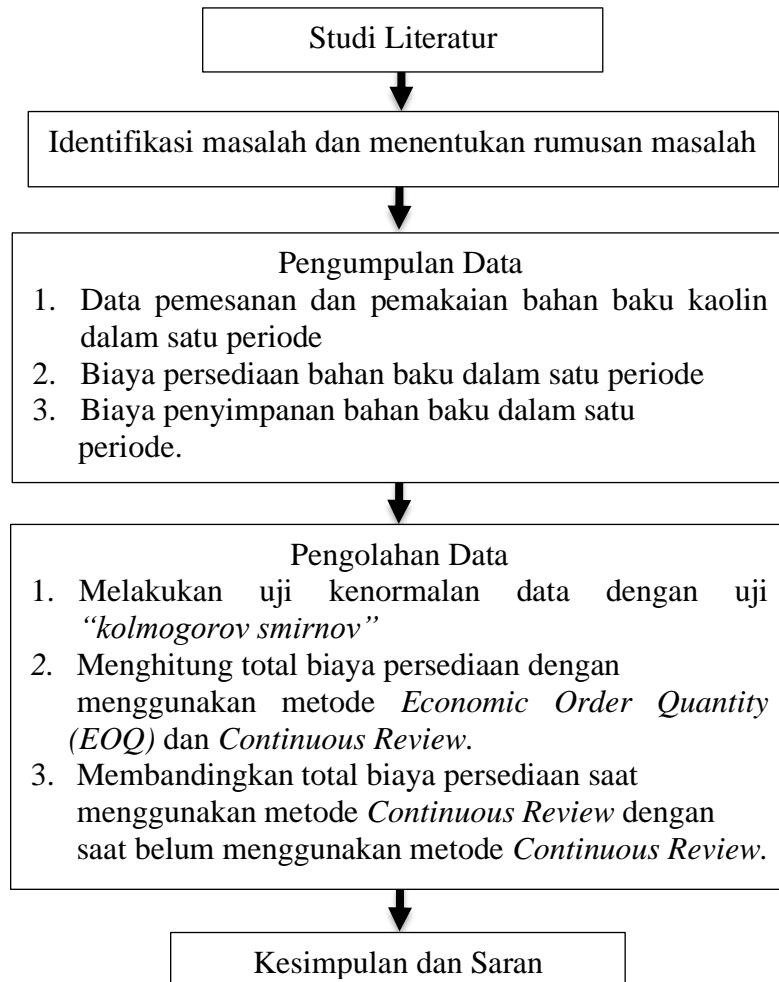 Studi Literatur
Identifikasi masalah dan menentukan rumusan masalah
Pengumpulan Data
1. Data pemesanan dan pemakaian bahan baku kaolin
dalam satu periode
2. Biaya persediaan bahan baku dalam satu periode
3. Biaya penyimpanan bahan baku dalam satu
periode.
Pengolahan Data
1. Melakukan uji kenormalan data dengan uji
“kolmogorov smirnov”
2. Menghitung total biaya persediaan dengan
menggunakan metode Economic Order Quantity
(EOQ) dan Continuous Review.
3. Membandingkan total biaya persediaan saat
menggunakan metode Continuous Review dengan
saat belum menggunakan metode Continuous Review.
Kesimpulan dan Saran